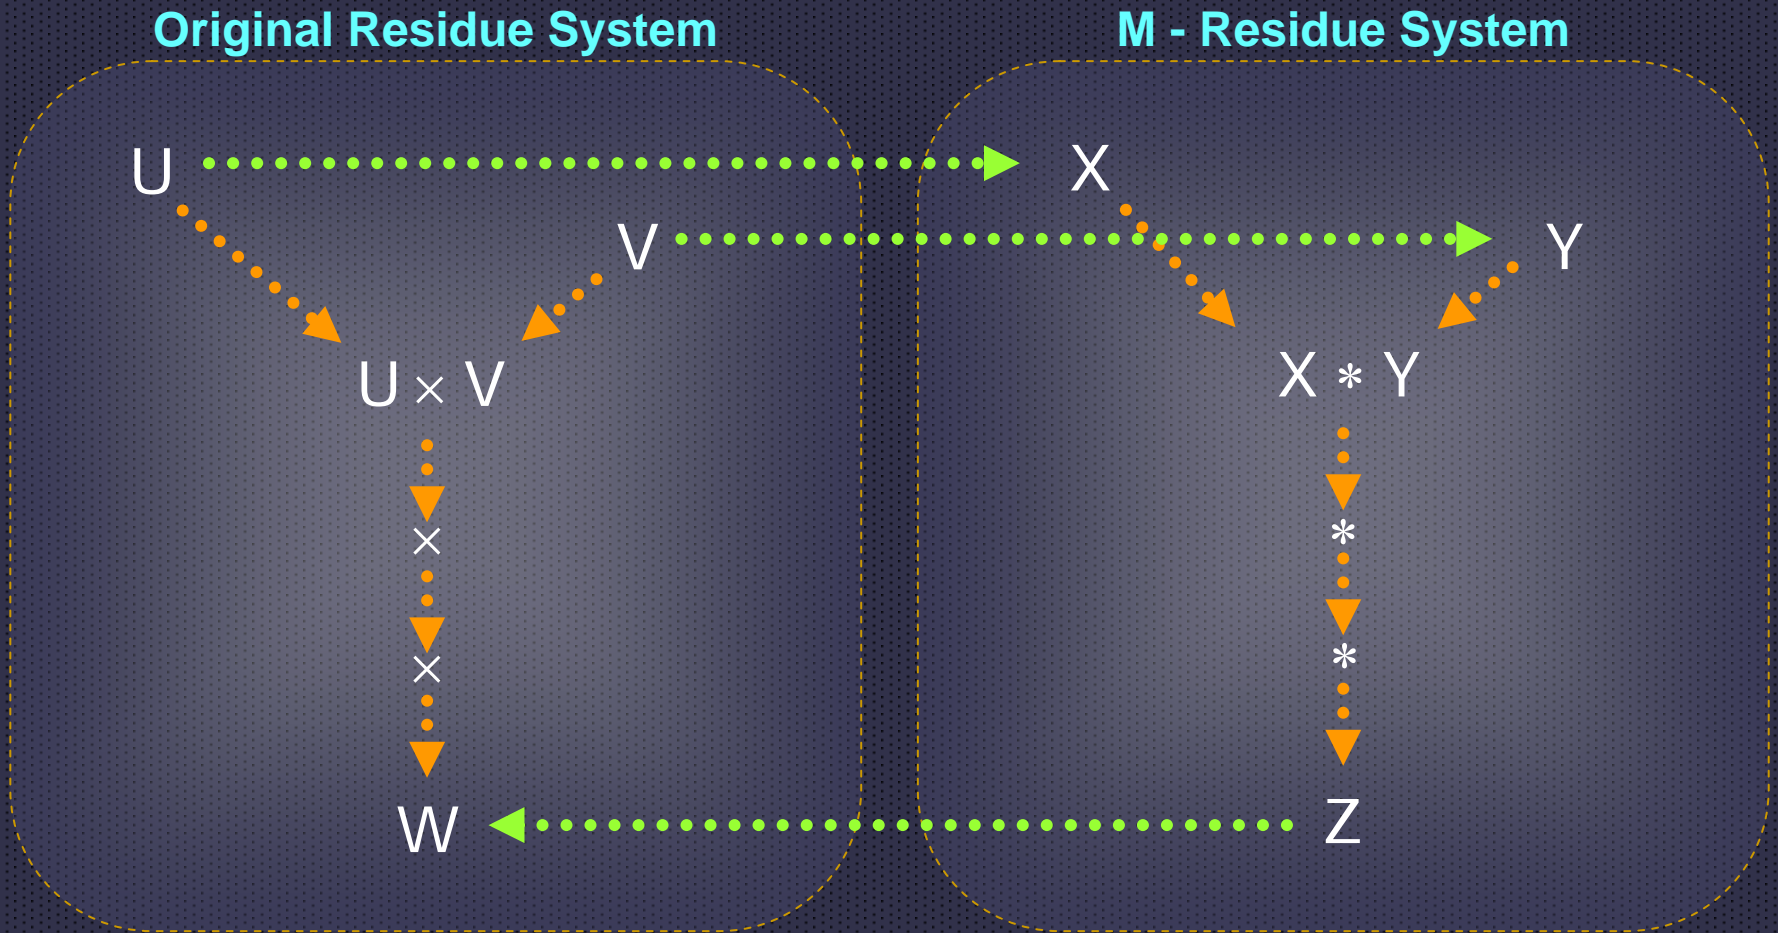 Original Residue System
M - Residue System
U
X
V
Y
U × V
X * Y
×
*
×
*
W
Z